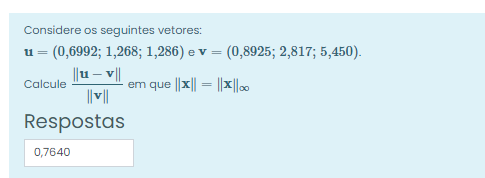 Considere os seguintes vetores:
u = (0,6992; 1,268; 1,286) e v = (0,8925; 2,817; 5,450).
Calcule ‖u − v‖ / ‖v‖ em que ‖x‖ = ‖x‖∞
Respostas
0,7640